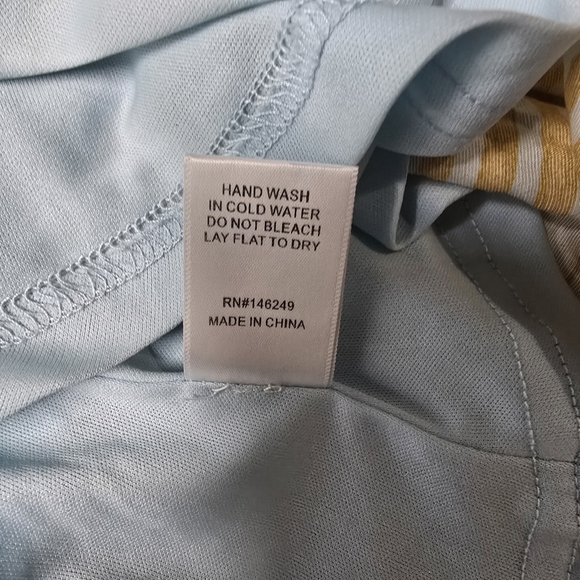 HAND WASH
IN COLD WATER
DO NOT BLEACH
LAY FLAT TO DRY
RN#146249
MADE IN CHINA